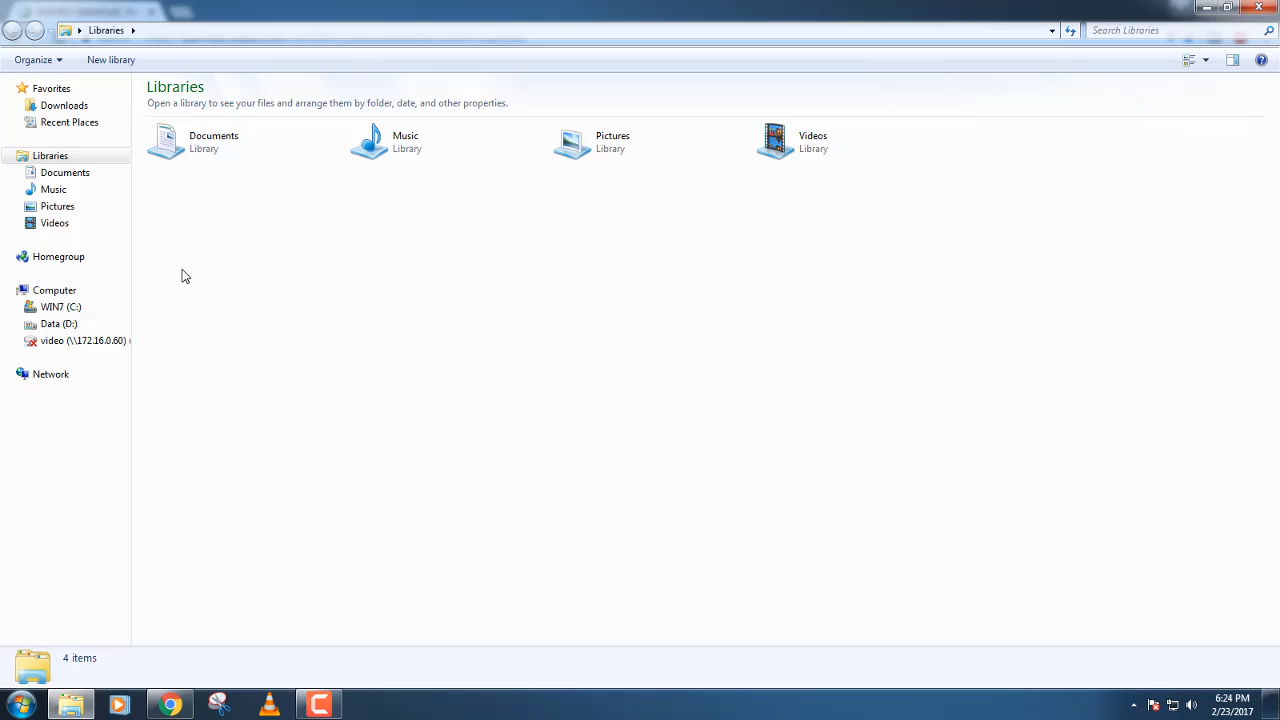 Libraries
Search Libraries
Organize
New library
Favorites
Downloads
Recent Places
Libraries
Documents
Music
Pictures
Videos
Homegroup
Computer
WIN7 (C:)
Data (D:)
video (\\172.16.0.60) (
Network
Libraries
Open a library to see your files and arrange them by folder, date, and other properties.
Documents
Library
Music
Library
Pictures
Library
Videos
Library
4 items
6:24 PM
2/23/2017